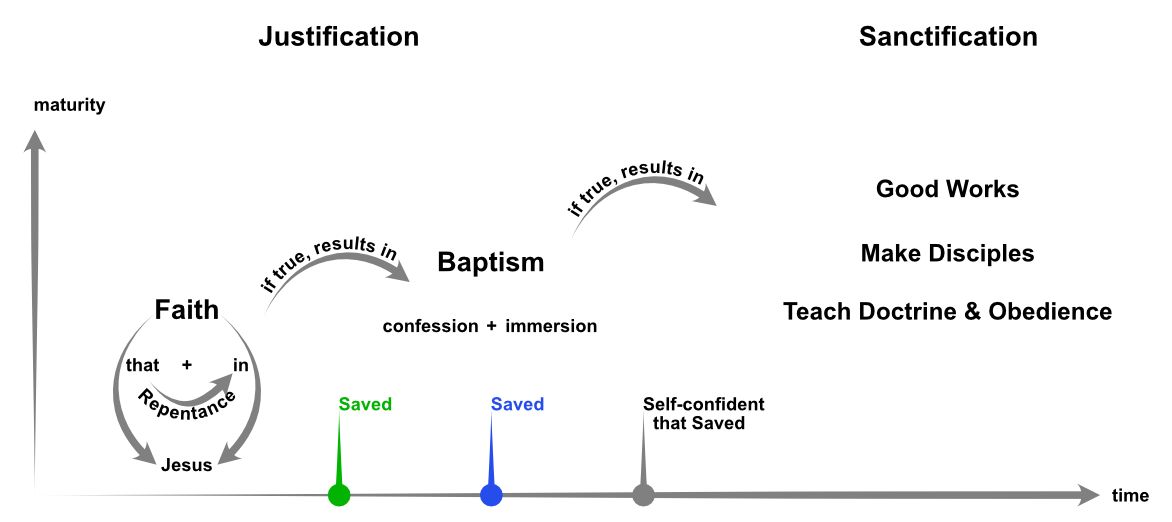 Justification
Sanctification
maturity
if true, results in
Good Works
if true, results in
Baptism
Make Disciples
Faith
confession + immersion
Teach Doctrine & Obedience
that + in
Repentance
Jesus
Saved
Saved
Self-confident
that Saved
time